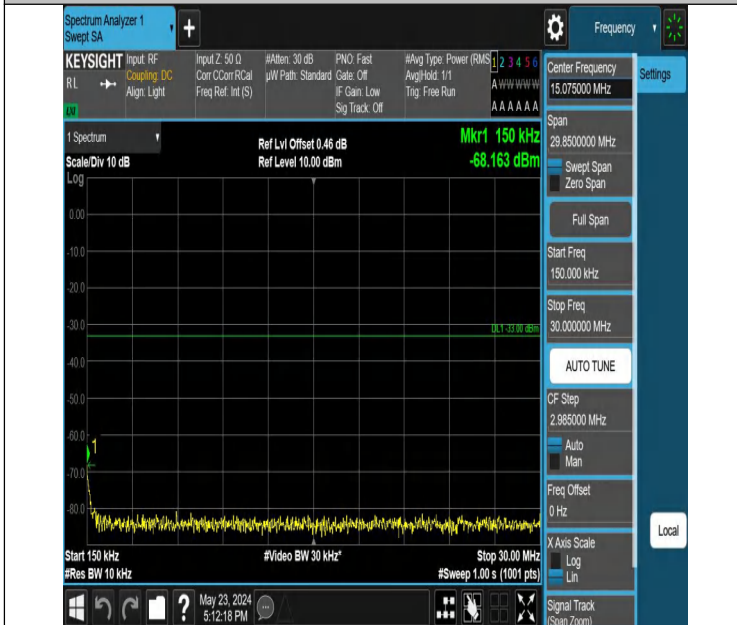 Spectrum Analyzer 1
Swept SA
+
Frequency
KEYSIGHT
RL
LNI
Input: RF
Coupling: DC
Align: Light
Input Z: 50 Ω
Corr CCorr RCal
Freq Ref: Int (S)
#Atten: 30 dB
µW Path: Standard
PNO: Fast
Gate: Off
IF Gain: Low
Sig Track: Off
#Avg Type: Power (RMS
Avg|Hold: 1/1
Trig: Free Run
1 2 3 4 5 6
A W W W W W
A A A A A A
1 Spectrum
Scale/Div 10 dB
Log
Ref Lvl Offset 0.46 dB
Ref Level 10.00 dBm
Mkr1 150 kHz
-68.163 dBm
0.00
-10.0
-20.0
-30.0
DL1 -33.00 dBm
-40.0
-50.0
-60.0
1
-70.0
-80.0
Start 150 kHz
#Video BW 30 kHz*
Stop 30.00 MHz
#Res BW 10 kHz
#Sweep 1.00 s (1001 pts)
Center Frequency
15.075000 MHz
Settings
Span
29.8500000 MHz
Swept Span
Zero Span
Full Span
Start Freq
150.000 kHz
Stop Freq
30.000000 MHz
AUTO TUNE
CF Step
2.985000 MHz
Auto
Man
Freq Offset
0 Hz
X Axis Scale
Log
Lin
Local
Signal Track
(Span Zoom)
?
May 23, 2024
5:12:18 PM